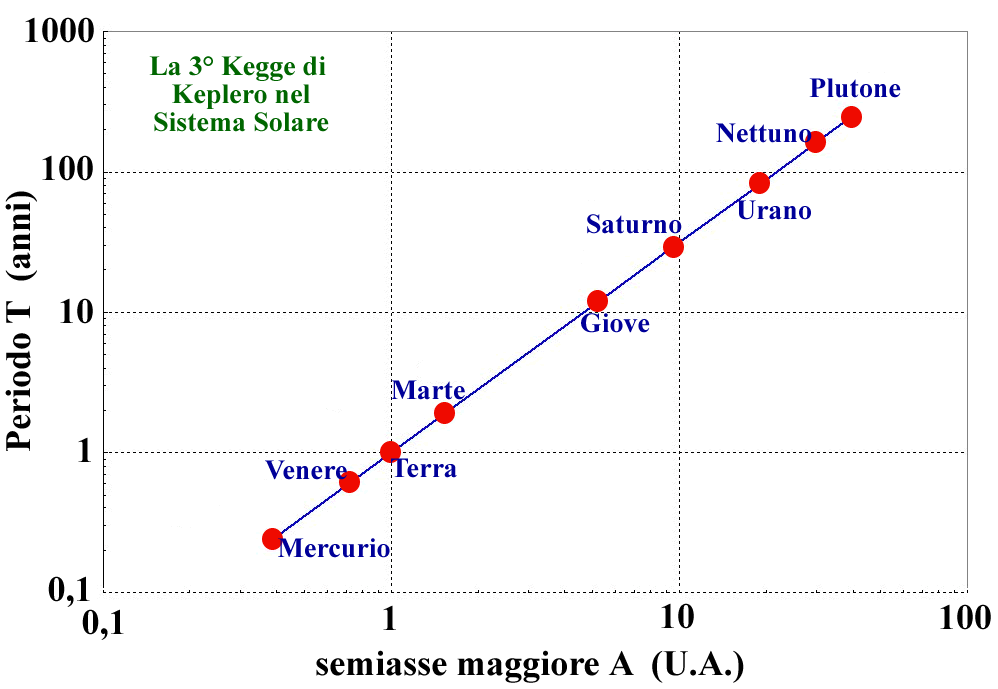 1000
La 3° Kegge di
Keplero nel
Sistema Solare
Plutone
Nettuno
100
Urano
Saturno
Periodo T (anni)
10
Giove
Marte
1
Venere
Terra
Mercurio
0,1
0,1
1
10
100
semiasse maggiore A (U.A.)